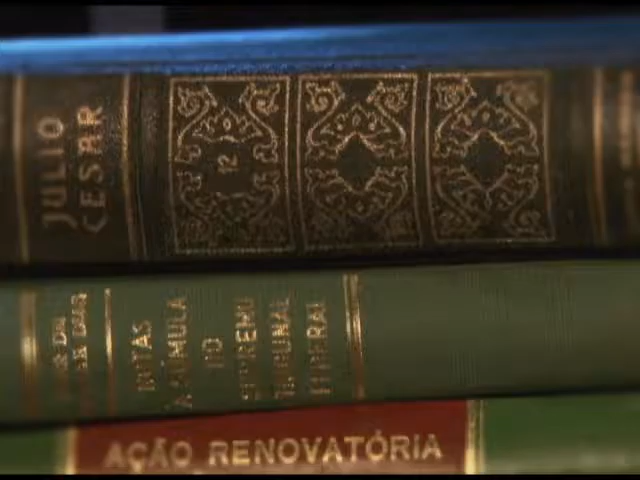 JULIO
CESAR
12
NOTAS
À SÚMULA
DO
SUPREMO
TRIBUNAL
FEDERAL
AÇÃO RENOVATÓRIA